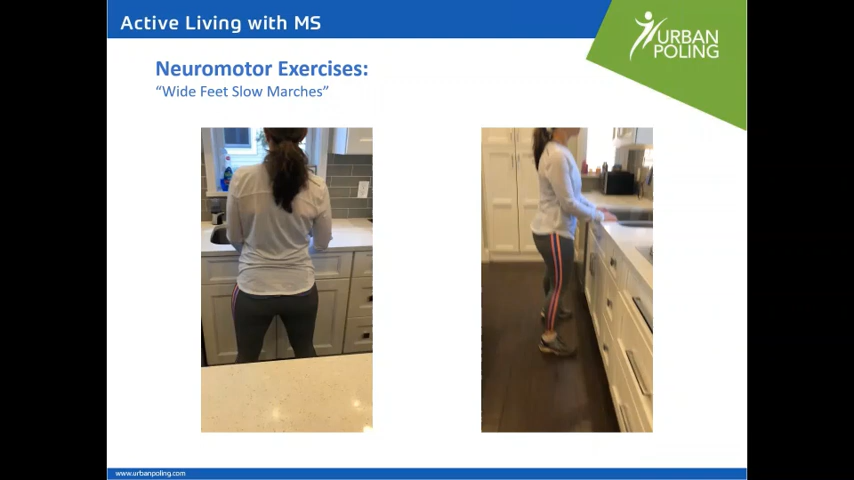 Active Living with MS
URBAN
POLING
Neuromotor Exercises:
“Wide Feet Slow Marches”
www.urbanpoling.com